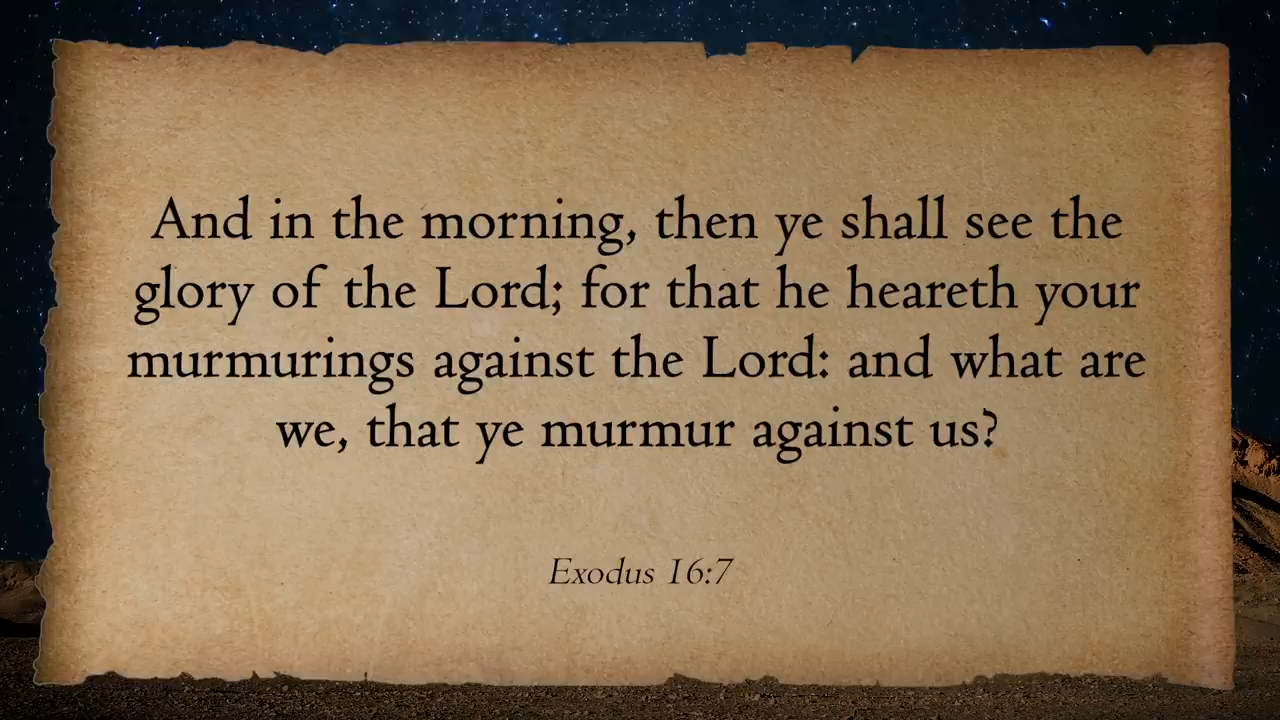 And in the morning, then ye shall see the
glory of the Lord; for that he heareth your
murmurings against the Lord: and what are
we, that ye murmur against us?
Exodus 16:7